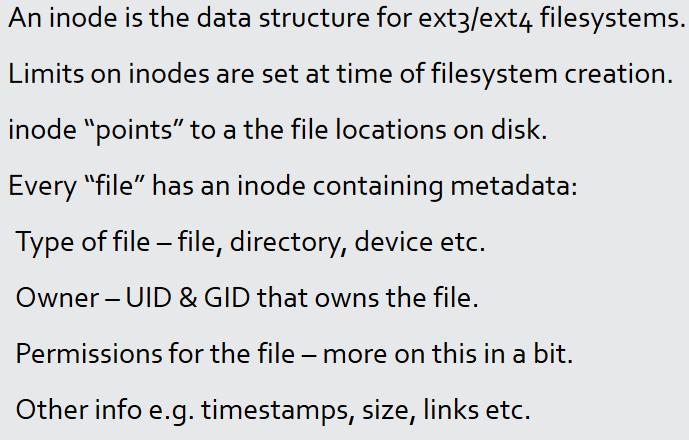 An inode is the data structure for ext3/ext4 filesystems.
Limits on inodes are set at time of filesystem creation.
inode “points” to a the file locations on disk.
Every “file” has an inode containing metadata:
Type of file – file, directory, device etc.
Owner – UID & GID that owns the file.
Permissions for the file – more on this in a bit.
Other info e.g. timestamps, size, links etc.